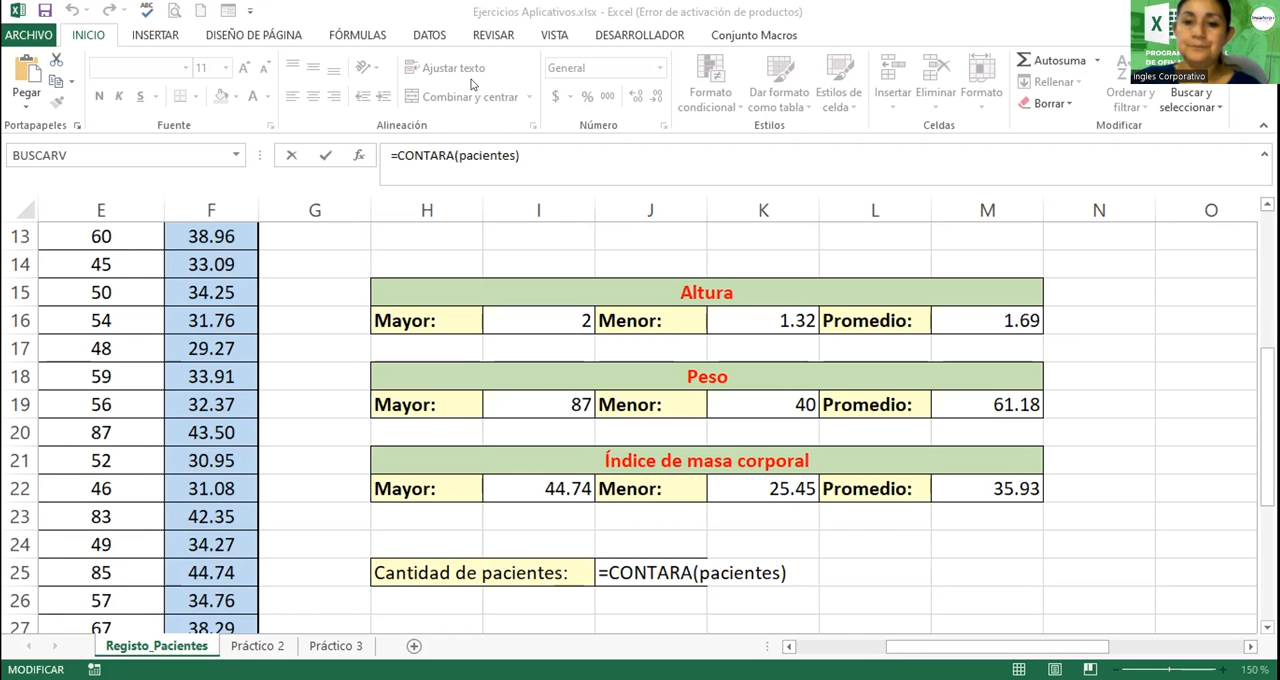 Ejercicios Aplicativos.xlsx - Excel (Error de activación de productos)
ARCHIVO INICIO INSERTAR DISEÑO DE PÁGINA FÓRMULAS DATOS REVISAR VISTA DESARROLLADOR Conjunto Macros
Ingles Corporativo
Pegar
N K S
11
Ajustar texto
Combinar y centrar
General
$ % 000
Formato condicional
Dar formato como tabla
Estilos de celda
Insertar Eliminar Formato
Autosuma
Rellenar
Borrar
Ordenar y filtrar
Buscar y seleccionar
Portapapeles Fuente Alineación Número Estilos Celdas Modificar
BUSCARV fx =CONTARA(pacientes)
E F G H I J K L M N O
13 60 38.96
14 45 33.09
15 50 34.25 Altura
16 54 31.76 Mayor: 2 Menor: 1.32 Promedio: 1.69
17 48 29.27
18 59 33.91 Peso
19 56 32.37 Mayor: 87 Menor: 40 Promedio: 61.18
20 87 43.50
21 52 30.95 Índice de masa corporal
22 46 31.08 Mayor: 44.74 Menor: 25.45 Promedio: 35.93
23 83 42.35
24 49 34.27
25 85 44.74 Cantidad de pacientes: =CONTARA(pacientes)
26 57 34.76
27 67 38.29
Registo_Pacientes Práctico 2 Práctico 3
MODIFICAR 150 %